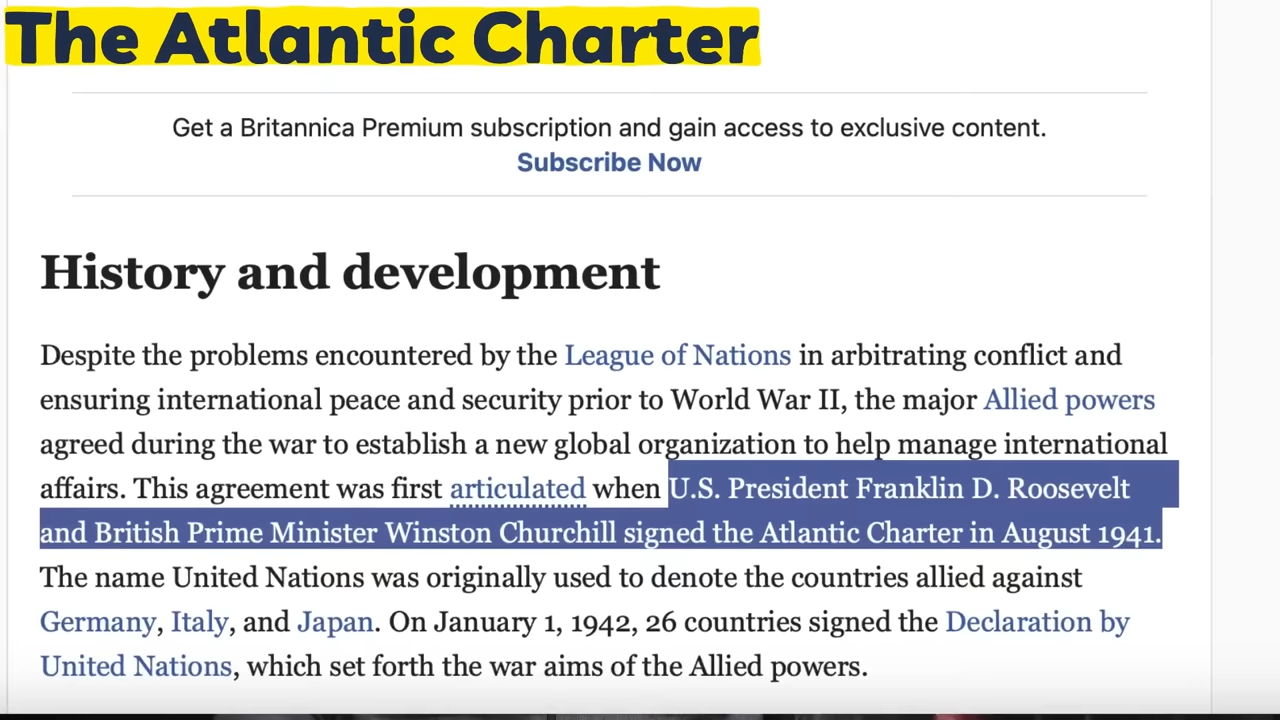 The Atlantic Charter
Get a Britannica Premium subscription and gain access to exclusive content.
Subscribe Now
History and development
Despite the problems encountered by the League of Nations in arbitrating conflict and
ensuring international peace and security prior to World War II, the major Allied powers
agreed during the war to establish a new global organization to help manage international
affairs. This agreement was first articulated when U.S. President Franklin D. Roosevelt
and British Prime Minister Winston Churchill signed the Atlantic Charter in August 1941.
The name United Nations was originally used to denote the countries allied against
Germany, Italy, and Japan. On January 1, 1942, 26 countries signed the Declaration by
United Nations, which set forth the war aims of the Allied powers.